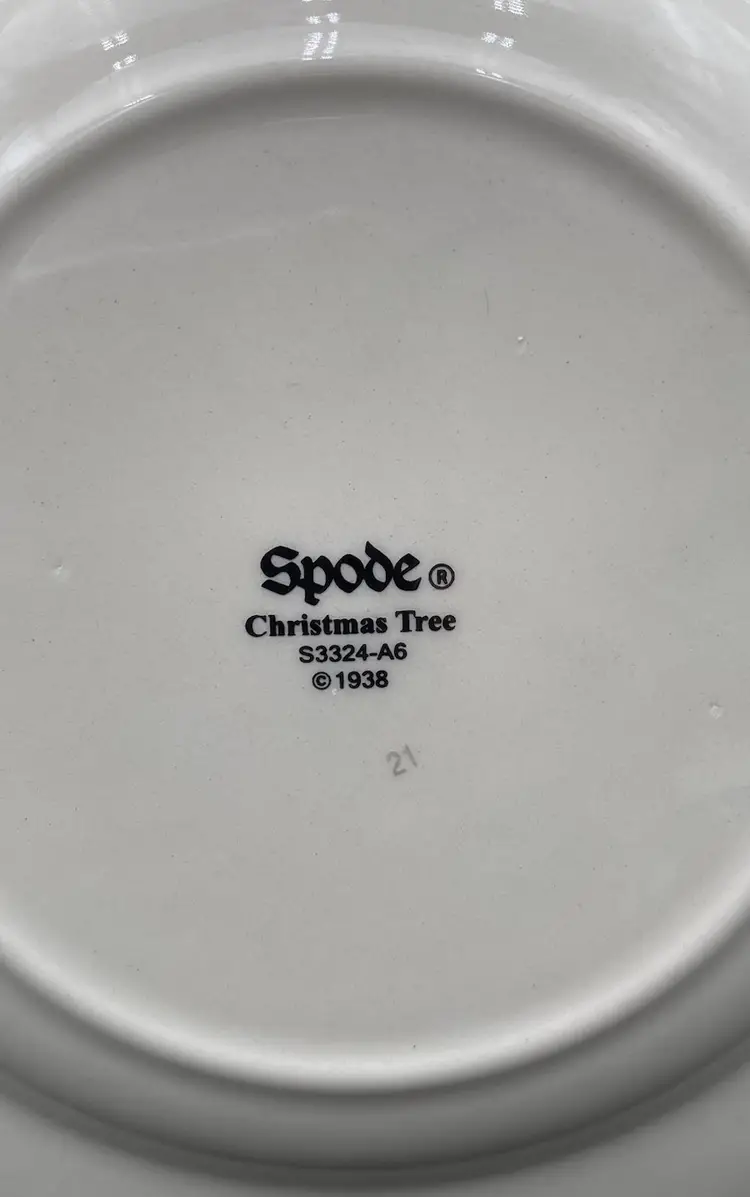 Spode ®
Christmas Tree
S3324-A6
© 1938
21